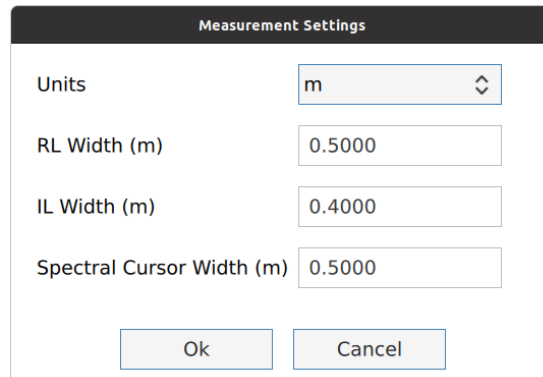 Measurement Settings
Units m
RL Width (m) 0.5000
IL Width (m) 0.4000
Spectral Cursor Width (m) 0.5000
Ok Cancel